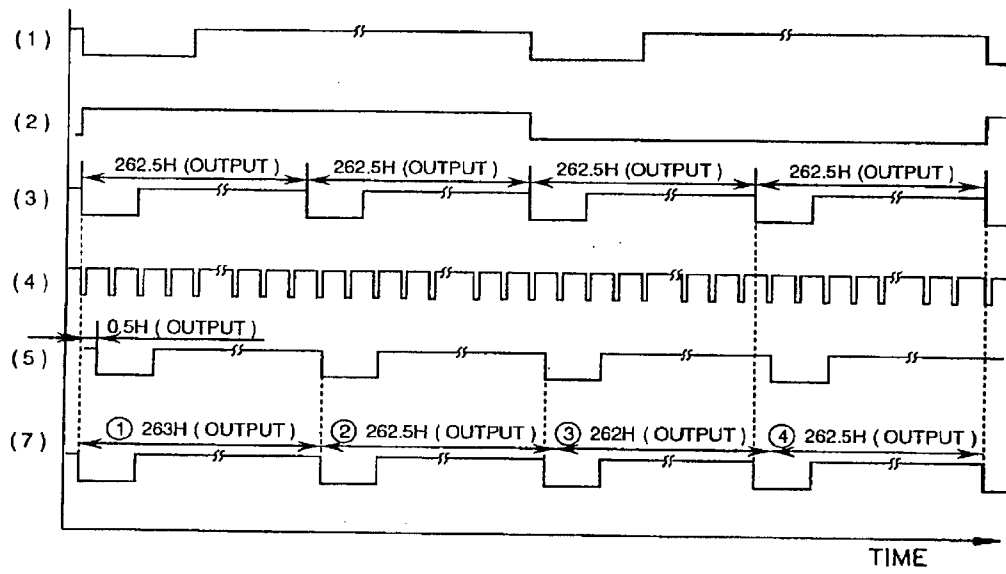 (1)
(2)
262.5H (OUTPUT) 262.5H (OUTPUT) 262.5H (OUTPUT) 262.5H (OUTPUT)
(3)
(4)
0.5H (OUTPUT)
(5)
① 263H (OUTPUT) ② 262.5H (OUTPUT) ③ 262H (OUTPUT) ④ 262.5H (OUTPUT)
(7)
TIME